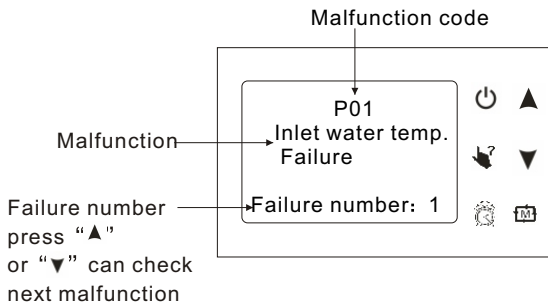 Malfunction code
P01
Inlet water temp.
Failure
Malfunction
Failure number: 1
Failure number
press “▲”
or “▼” can check
next malfunction
M
?